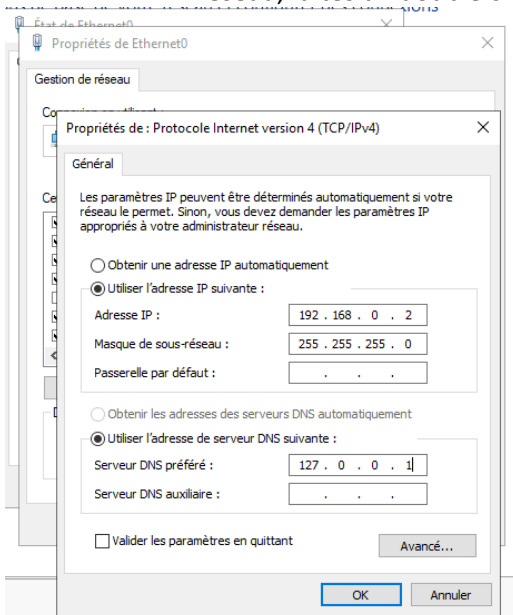 État de Ethernet0
Propriétés de Ethernet0
Gestion de réseau
Propriétés de : Protocole Internet version 4 (TCP/IPv4)
Général
Les paramètres IP peuvent être déterminés automatiquement si votre
réseau le permet. Sinon, vous devez demander les paramètres IP
appropriés à votre administrateur réseau.
Obtenir une adresse IP automatiquement
Utiliser l'adresse IP suivante :
Adresse IP : 192 . 168 . 0 . 2
Masque de sous-réseau : 255 . 255 . 255 . 0
Passerelle par défaut : . . .
Obtenir les adresses des serveurs DNS automatiquement
Utiliser l'adresse de serveur DNS suivante :
Serveur DNS préféré : 127 . 0 . 0 . 1
Serveur DNS auxiliaire : . . .
Valider les paramètres en quittant
Avancé...
OK Annuler